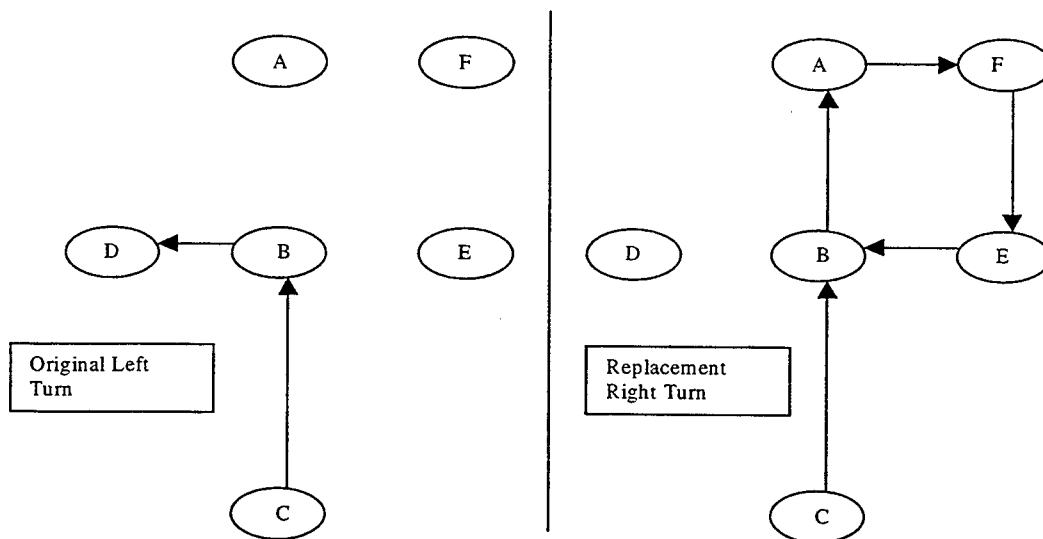 A
F
D
B
E
Original Left
Turn
C
A
F
D
B
E
Replacement
Right Turn
C